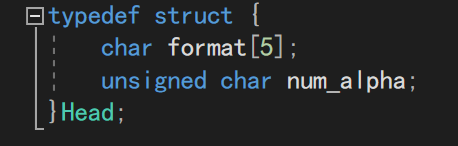 typedef struct {
    char format[5];
    unsigned char num_alpha;
}Head;